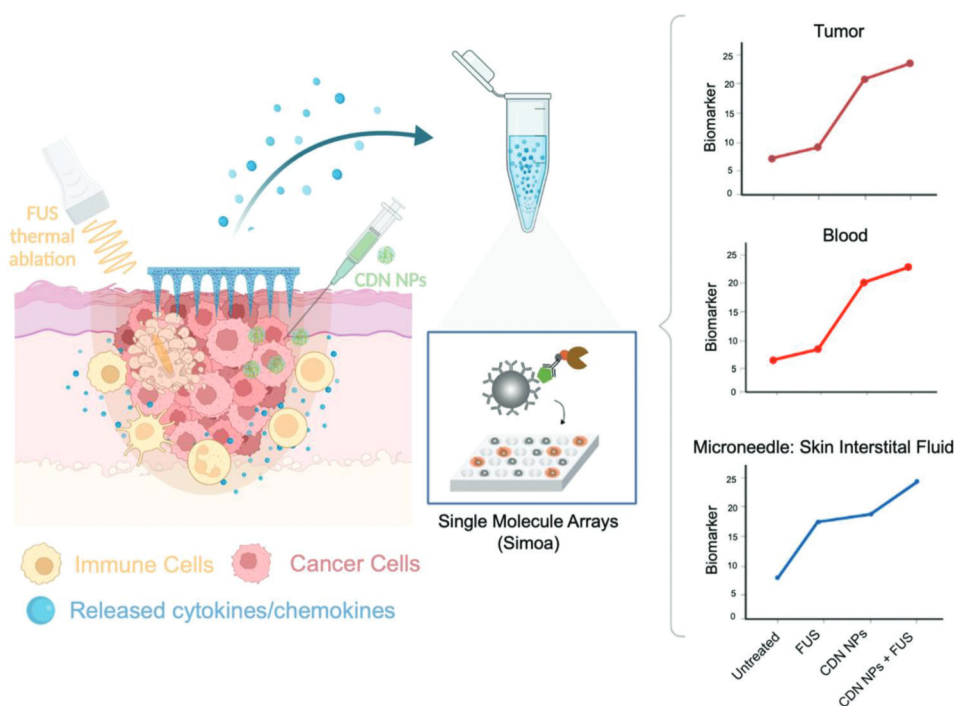 FUS
thermal
ablation
CDN NPs
Immune Cells
Cancer Cells
Released cytokines/chemokines
Single Molecule Arrays
(Simoa)
Tumor
Biomarker
25
20
15
10
5
0
Blood
Biomarker
25
20
15
10
5
0
Microneedle: Skin Interstital Fluid
Biomarker
25
20
15
10
5
0
Untreated
FUS
CDN NPs
CDN NPs + FUS